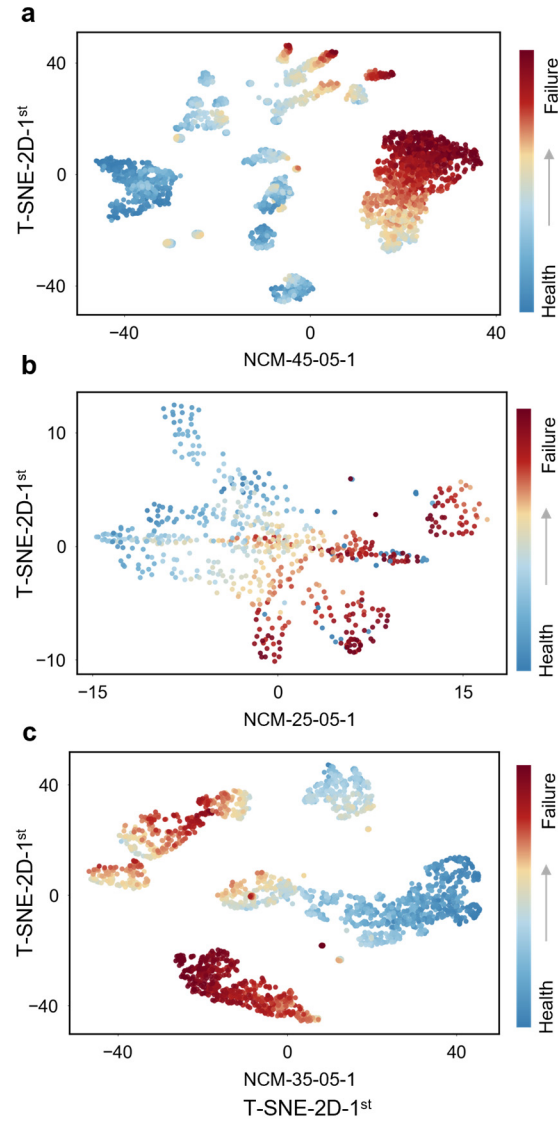 a
T-SNE-2D-1st
40
0
−40
−40
0
40
NCM-45-05-1
Failure
Health
b
T-SNE-2D-1st
10
0
−10
−15
0
15
NCM-25-05-1
Failure
Health
c
T-SNE-2D-1st
40
0
−40
−40
0
40
NCM-35-05-1
T-SNE-2D-1st
Failure
Health